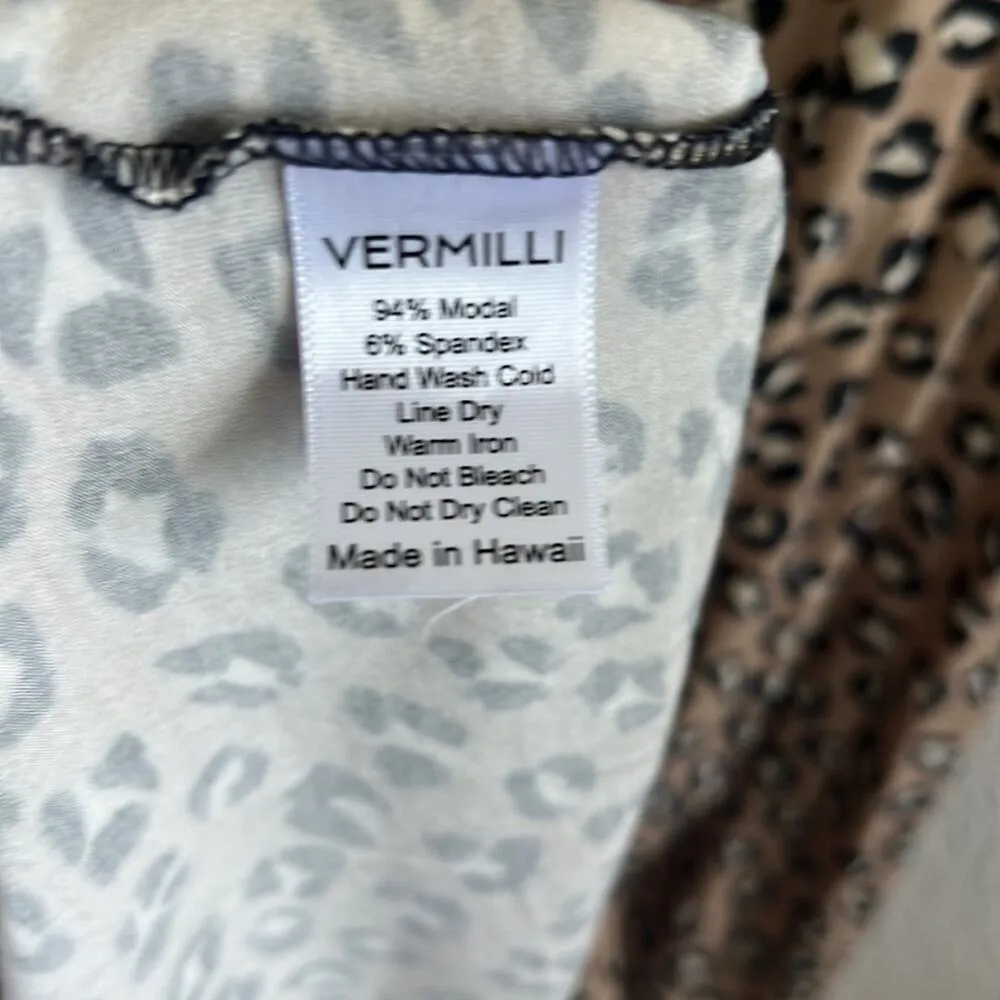 VERMILLI
94% Modal
6% Spandex
Hand Wash Cold
Line Dry
Warm Iron
Do Not Bleach
Do Not Dry Clean
Made in Hawaii